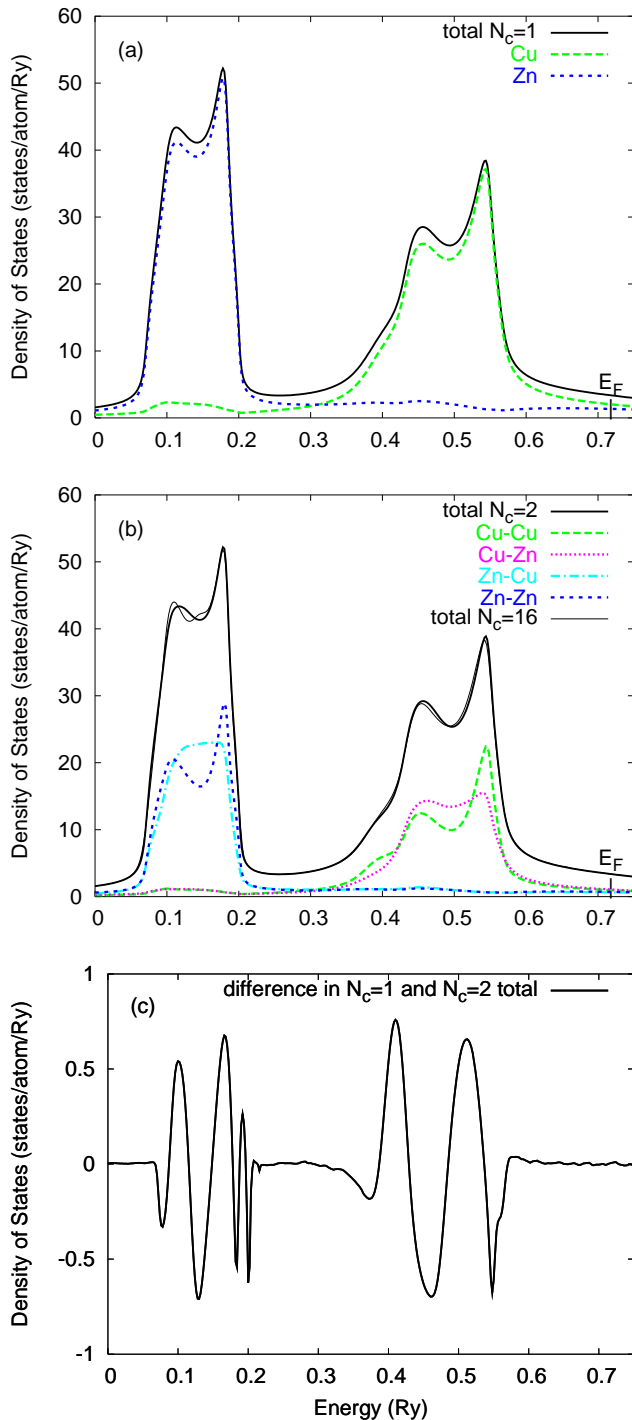 (a)
total N_c=1
Cu
Zn
Density of States (states/atom/Ry)
60
50
40
30
20
10
0
E_F
0 0.1 0.2 0.3 0.4 0.5 0.6 0.7
(b)
total N_c=2
Cu-Cu
Cu-Zn
Zn-Cu
Zn-Zn
total N_c=16
Density of States (states/atom/Ry)
60
50
40
30
20
10
0
E_F
0 0.1 0.2 0.3 0.4 0.5 0.6 0.7
(c)
difference in N_c=1 and N_c=2 total
Density of States (states/atom/Ry)
1
0.5
0
-0.5
-1
0 0.1 0.2 0.3 0.4 0.5 0.6 0.7
Energy (Ry)